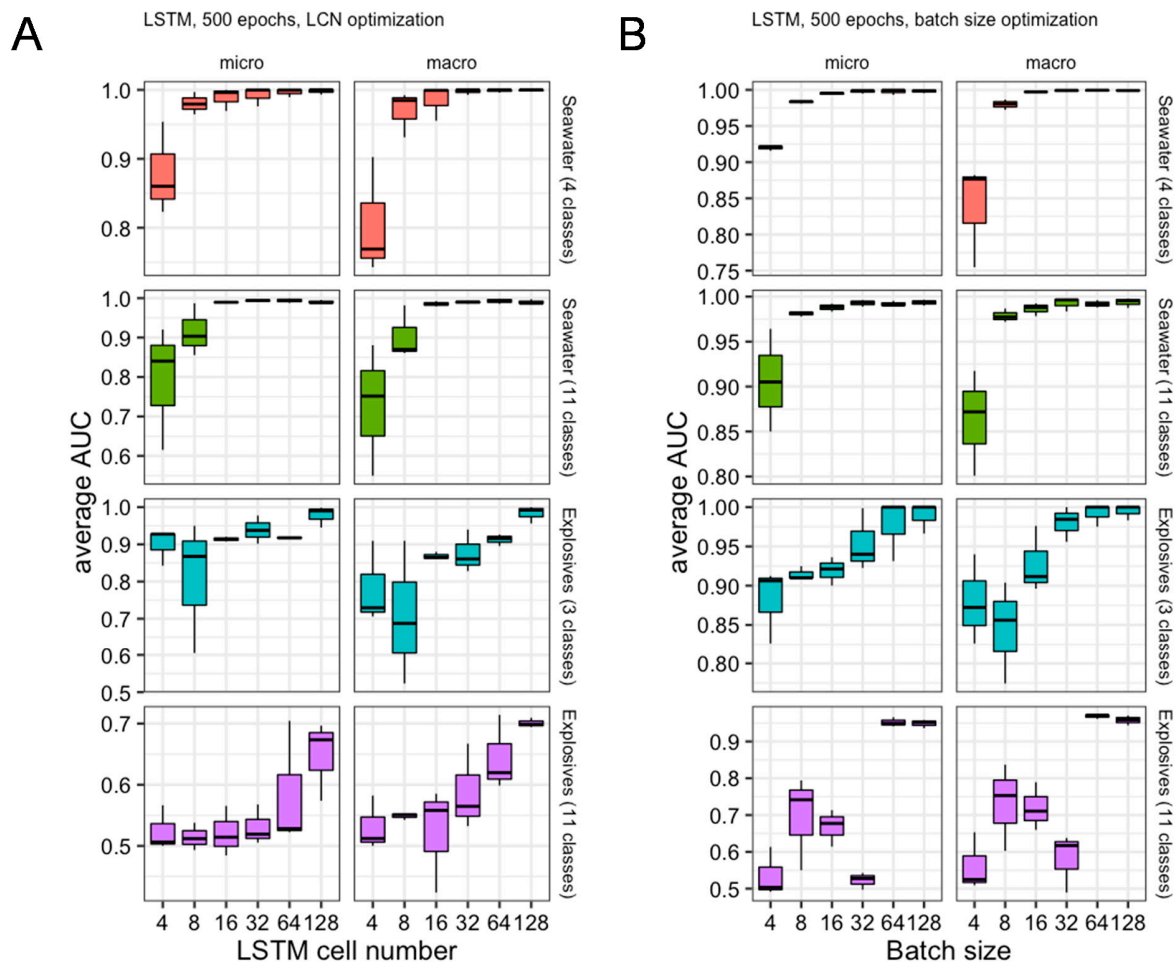 A
LSTM, 500 epochs, LCN optimization
micro
macro
1.0
0.9
0.8
Seawater (4 classes)
1.0
0.9
0.8
0.7
0.6
Seawater (11 classes)
1.0
0.9
0.8
0.7
0.6
0.5
Explosives (3 classes)
0.7
0.6
0.5
Explosives (11 classes)
average AUC
4 8 16 32 64 128
4 8 16 32 64 128
LSTM cell number
B
LSTM, 500 epochs, batch size optimization
micro
macro
1.00
0.95
0.90
0.85
0.80
0.75
Seawater (4 classes)
1.00
0.95
0.90
0.85
0.80
Seawater (11 classes)
1.00
0.95
0.90
0.85
0.80
Explosives (3 classes)
0.9
0.8
0.7
0.6
0.5
Explosives (11 classes)
average AUC
4 8 16 32 64 128
4 8 16 32 64 128
Batch size